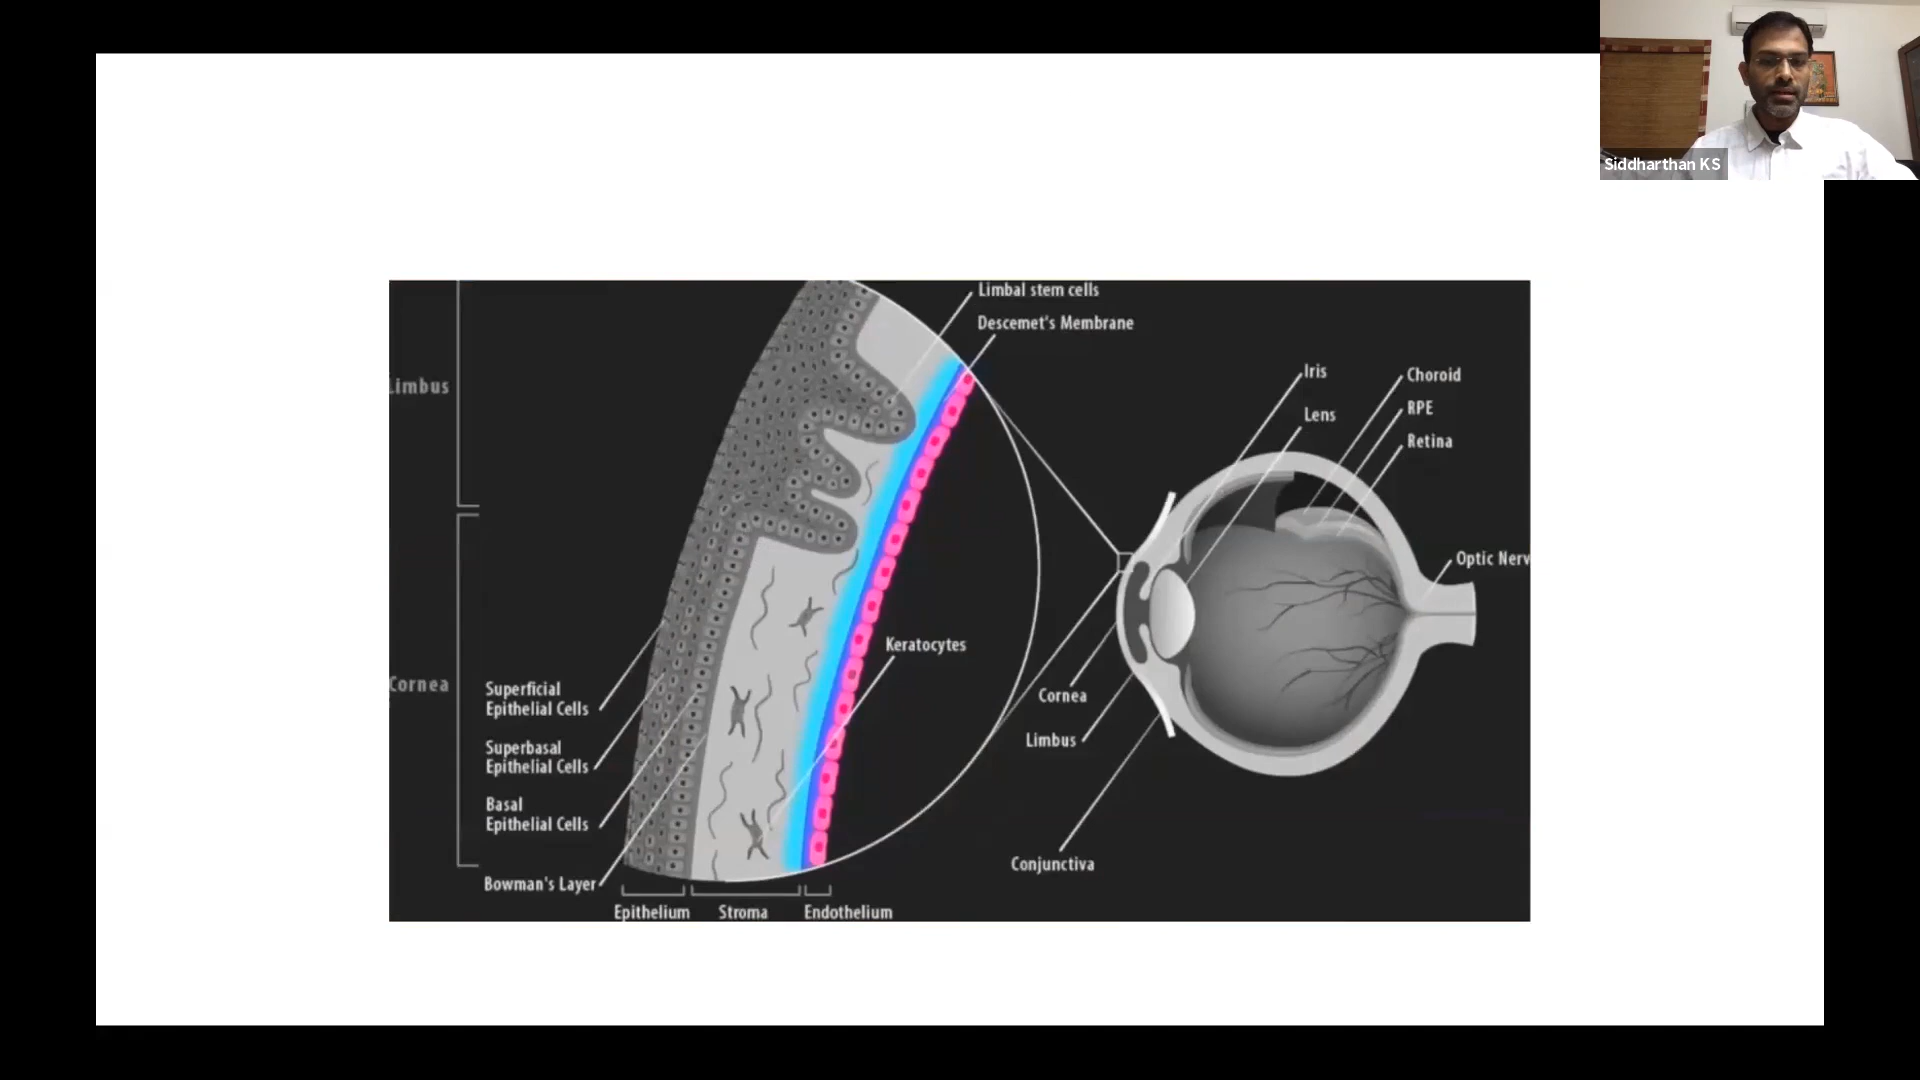 Siddharthan KS
Limbal stem cells
Descemet's Membrane
Limbus
Cornea
Superficial
Epithelial Cells
Superbasal
Epithelial Cells
Basal
Epithelial Cells
Bowman's Layer
Epithelium
Stroma
Endothelium
Keratocytes
Iris
Lens
Choroid
RPE
Retina
Optic Nerv
Cornea
Limbus
Conjunctiva